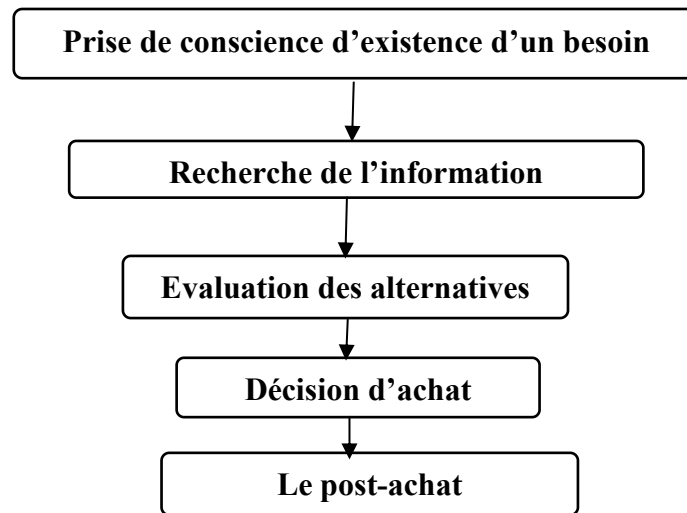 Prise de conscience d’existence d’un besoin
Recherche de l’information
Evaluation des alternatives
Décision d’achat
Le post-achat